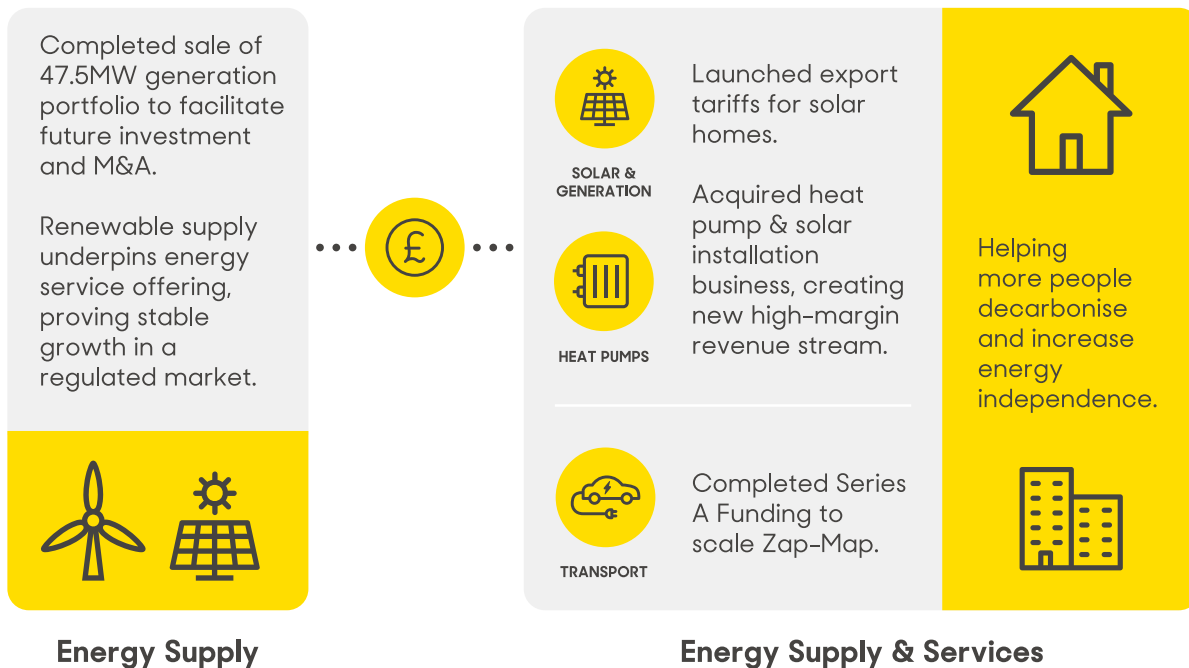 Completed sale of
47.5MW generation
portfolio to facilitate
future investment
and M&A.
Renewable supply
underpins energy
service offering,
proving stable
growth in a
regulated market.
Energy Supply
£
SOLAR &
GENERATION
Launched export
tariffs for solar
homes.
HEAT PUMPS
Acquired heat
pump & solar
installation
business, creating
new high-margin
revenue stream.
TRANSPORT
Completed Series
A Funding to
scale Zap-Map.
Helping
more people
decarbonise
and increase
energy
independence.
Energy Supply & Services